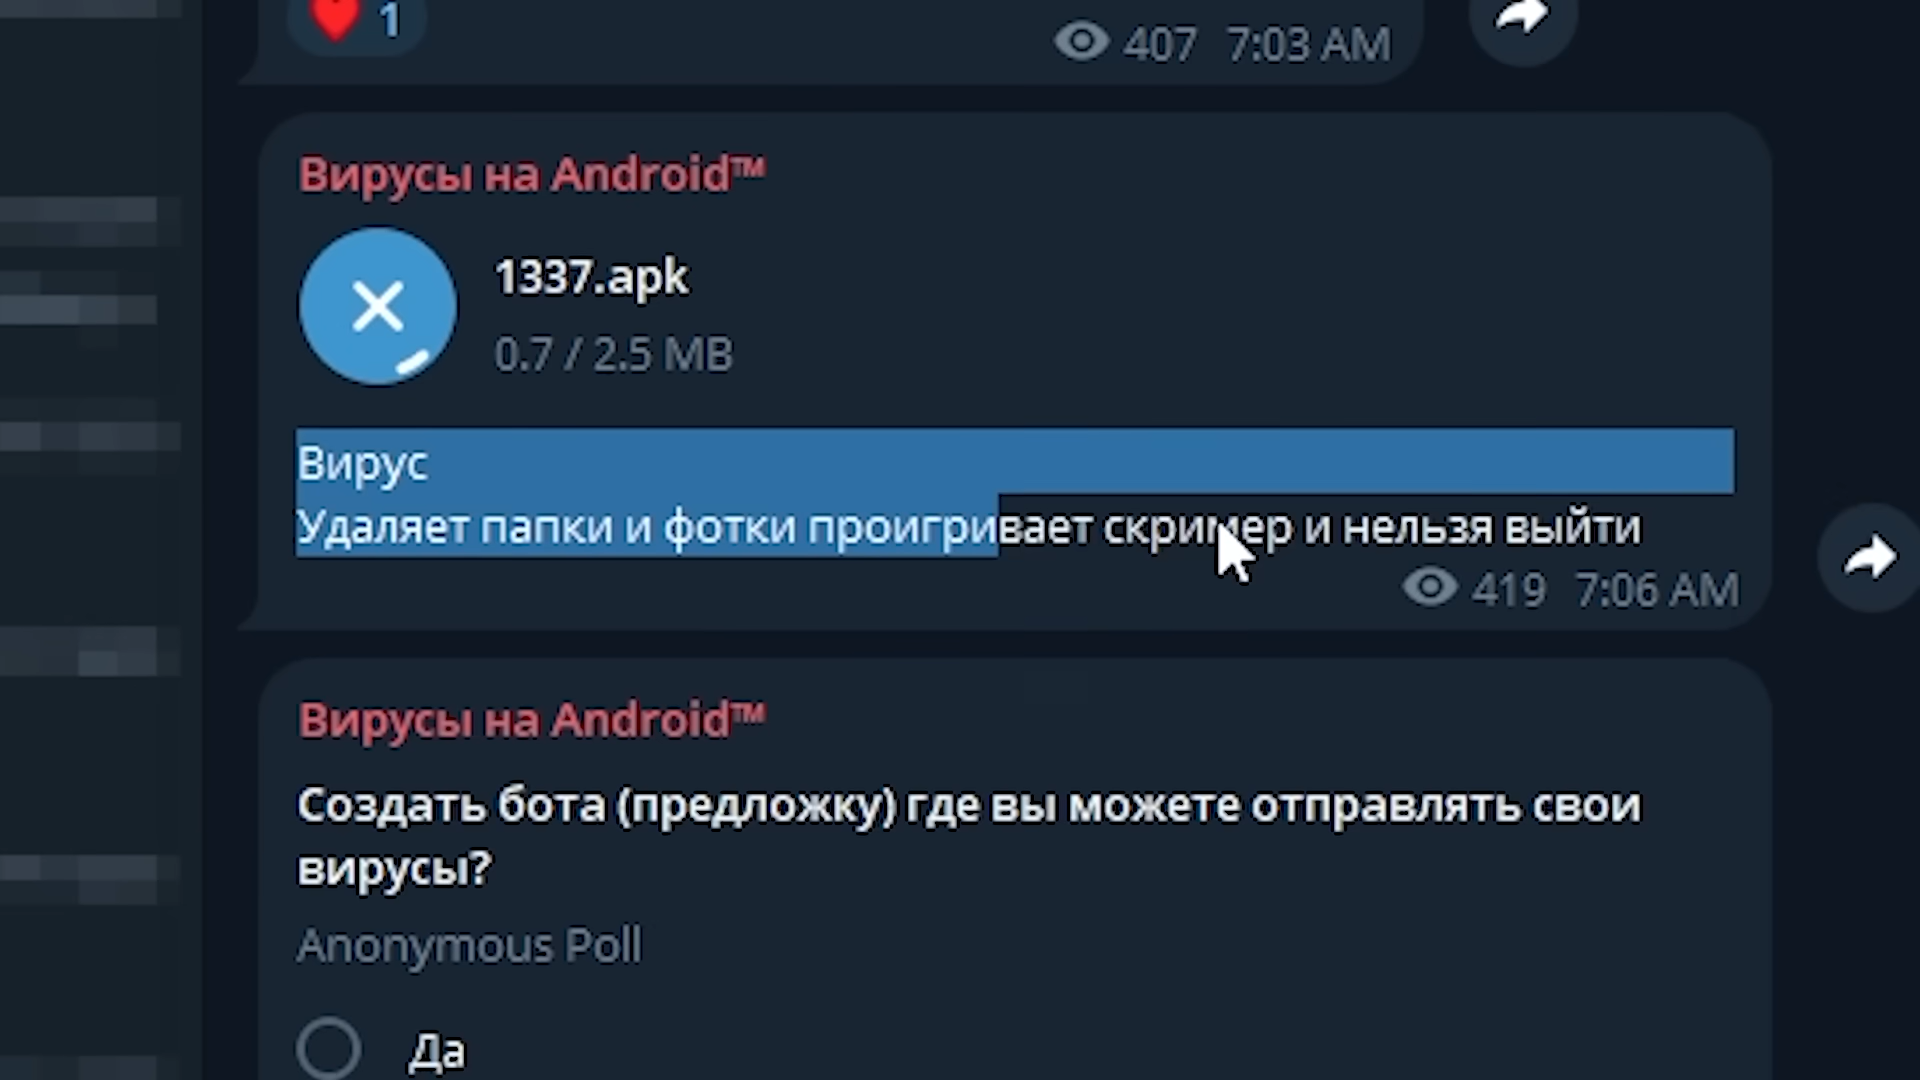 1
407 7:03 AM
Вирусы на Android™
1337.apk
0.7 / 2.5 MB
Вирус
Удаляет папки и фотки проигривает скример и нельзя выйти
419 7:06 AM
Вирусы на Android™
Создать бота (предложку) где вы можете отправлять свои
вирусы?
Anonymous Poll
Да